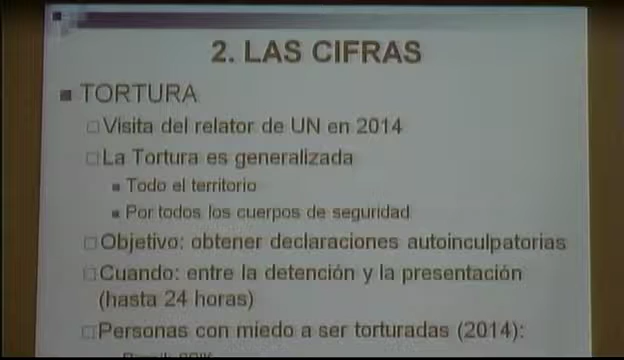 2. LAS CIFRAS
TORTURA
Visita del relator de UN en 2014
La Tortura es generalizada
Todo el territorio
Por todos los cuerpos de seguridad
Objetivo: obtener declaraciones autoinculpatorias
Cuando: entre la detención y la presentación
(hasta 24 horas)
Personas con miedo a ser torturadas (2014):